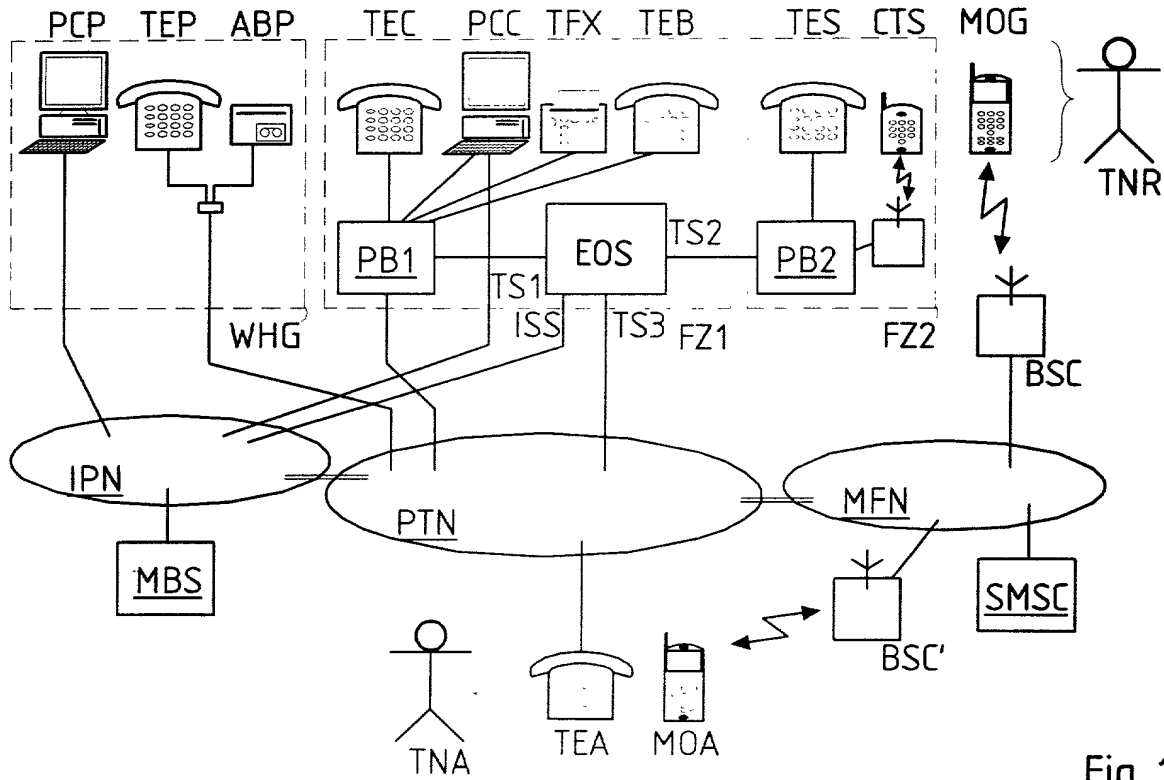 PCP TEP ABP TEC PCC TFX TEB TES CTS MOG
TNR
PB1 EOS TS2 PB2
TS1
WHG ISS TS3 FZ1 FZ2
BSC
IPN PTN MFN
MBS SMSC
BSC'
TNA TEA MOA
Fig. 1